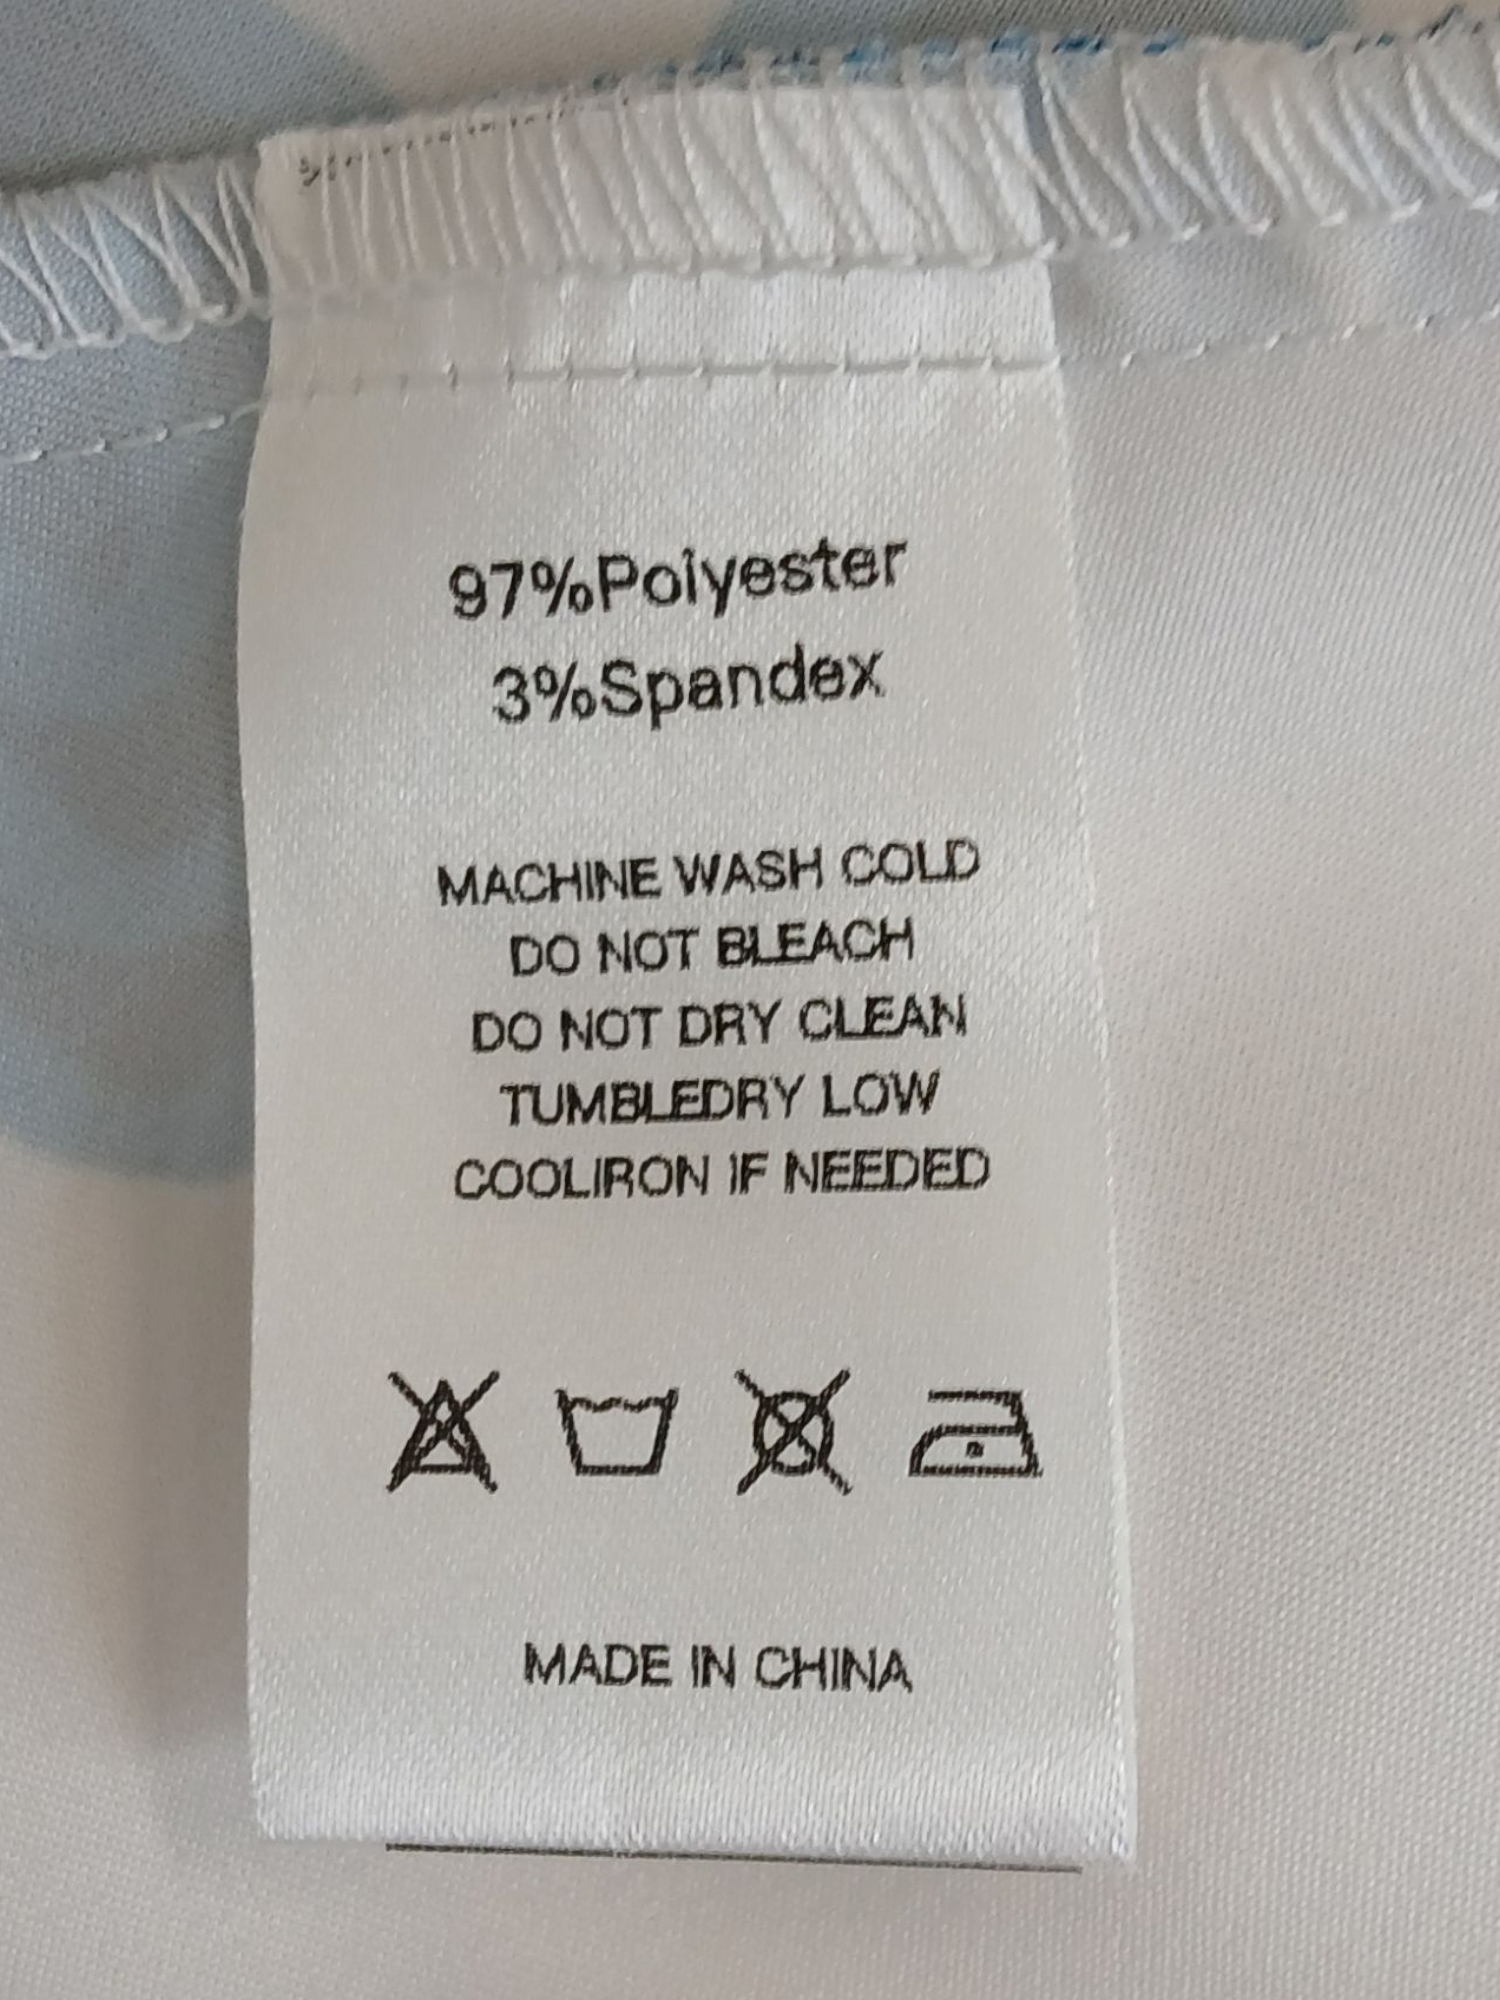 97%Polyester
3%Spandex
MACHINE WASH COLD
DO NOT BLEACH
DO NOT DRY CLEAN
TUMBLEDRY LOW
COOLIRON IF NEEDED
MADE IN CHINA